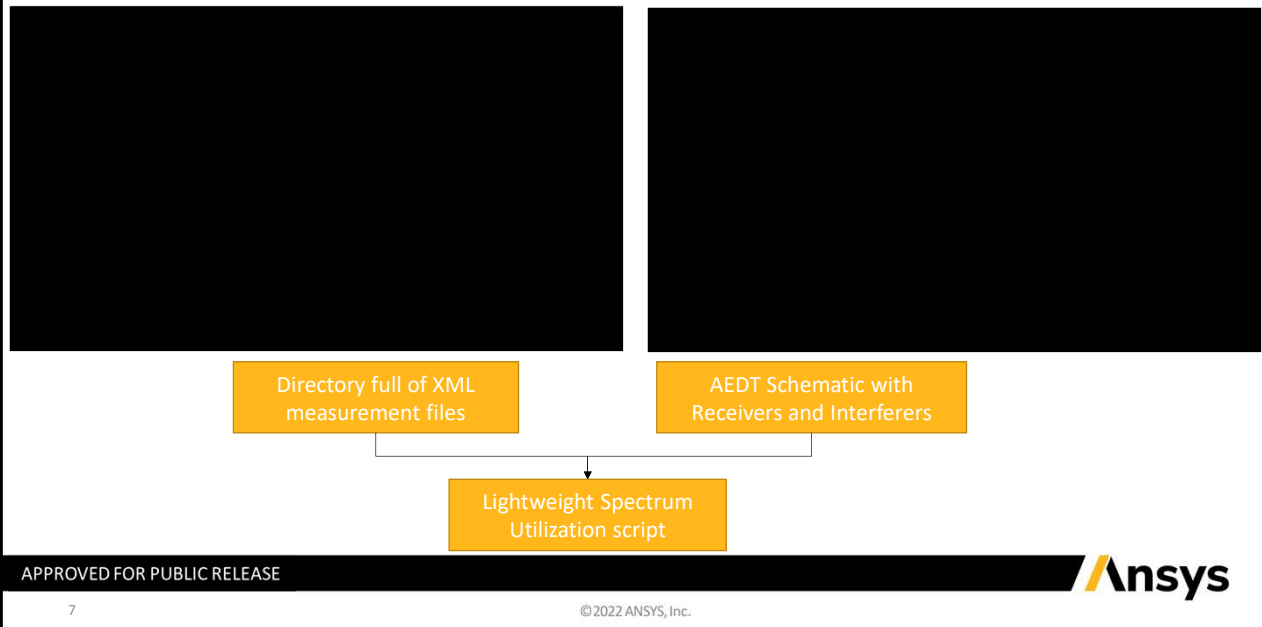 Directory full of XML
measurement files
AEDT Schematic with
Receivers and Interferers
Lightweight Spectrum
Utilization script
APPROVED FOR PUBLIC RELEASE
Ansys
7
©2022 ANSYS, Inc.